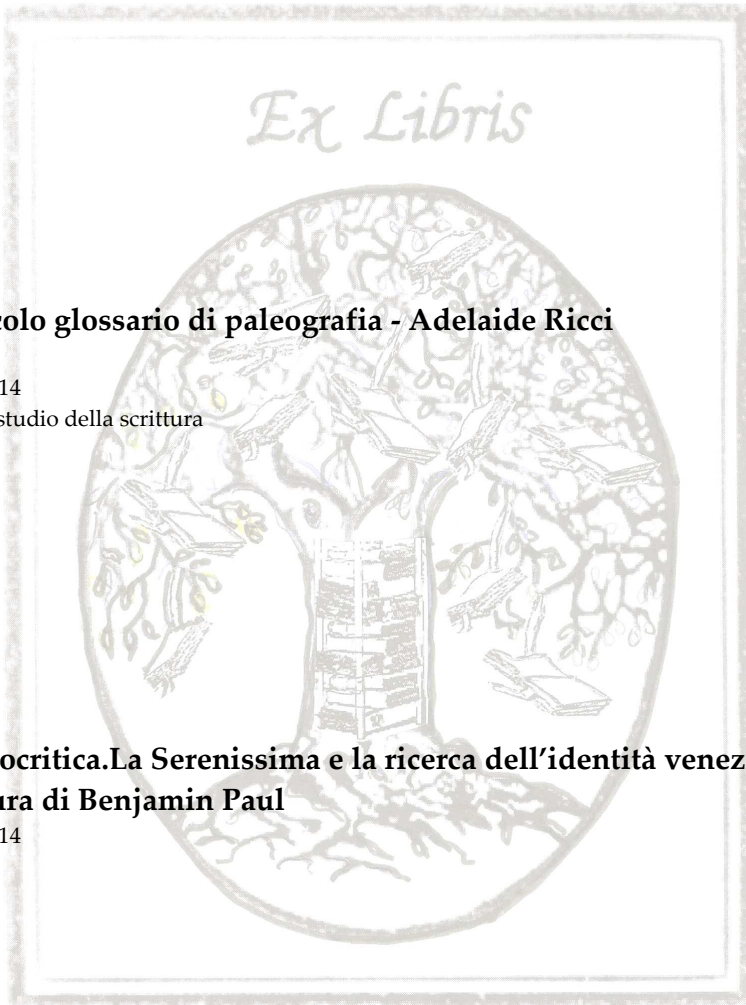 Ex Libris
colo glossario di paleografia - Adelaide Ricci
14
studio della scrittura
ocritica.La Serenissima e la ricerca dell’identità venez
ura di Benjamin Paul
14